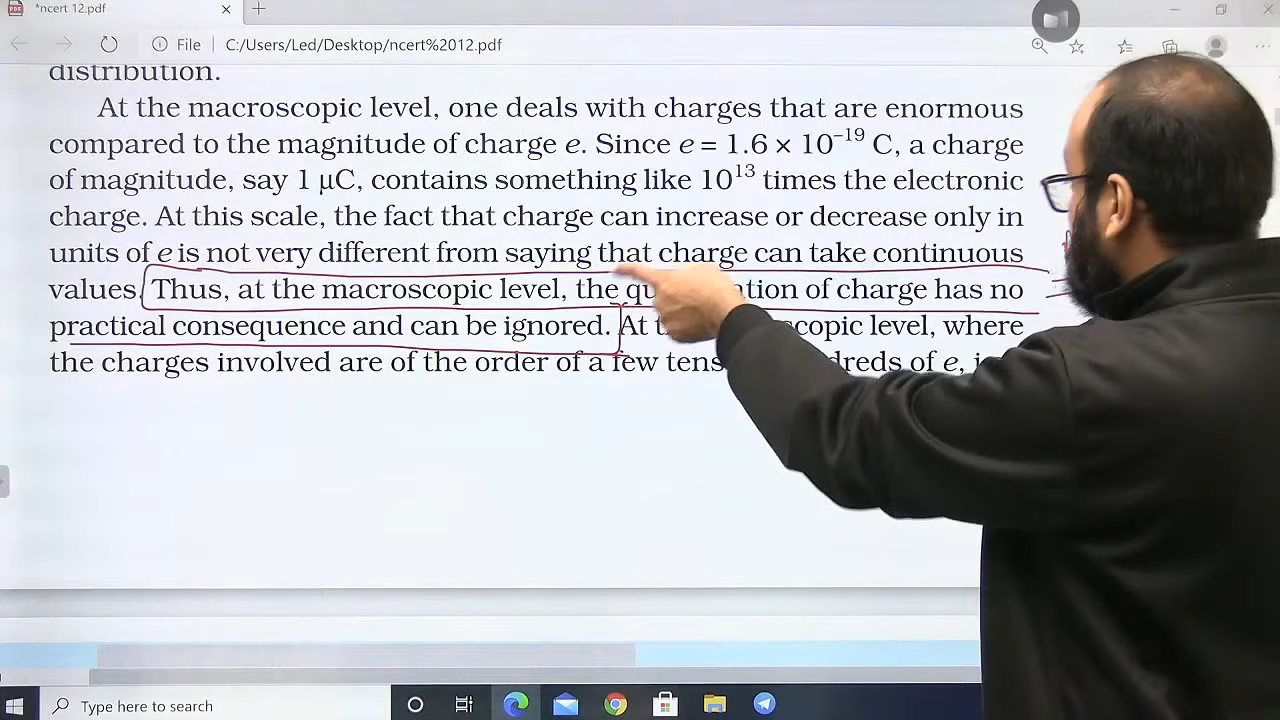 *ncert 12.pdf
File
C:/Users/Led/Desktop/ncert%2012.pdf
distribution.
At the macroscopic level, one deals with charges that are enormous
compared to the magnitude of charge e. Since e = 1.6 × 10⁻¹⁹ C, a charge
of magnitude, say 1 μC, contains something like 10¹³ times the electronic
charge. At this scale, the fact that charge can increase or decrease only in
units of e is not very different from saying that charge can take continuous
values. Thus, at the macroscopic level, the of charge has no
practical consequence and can be ignored. At level, where
the charges involved are of the order of a few tens of e,
Type here to search